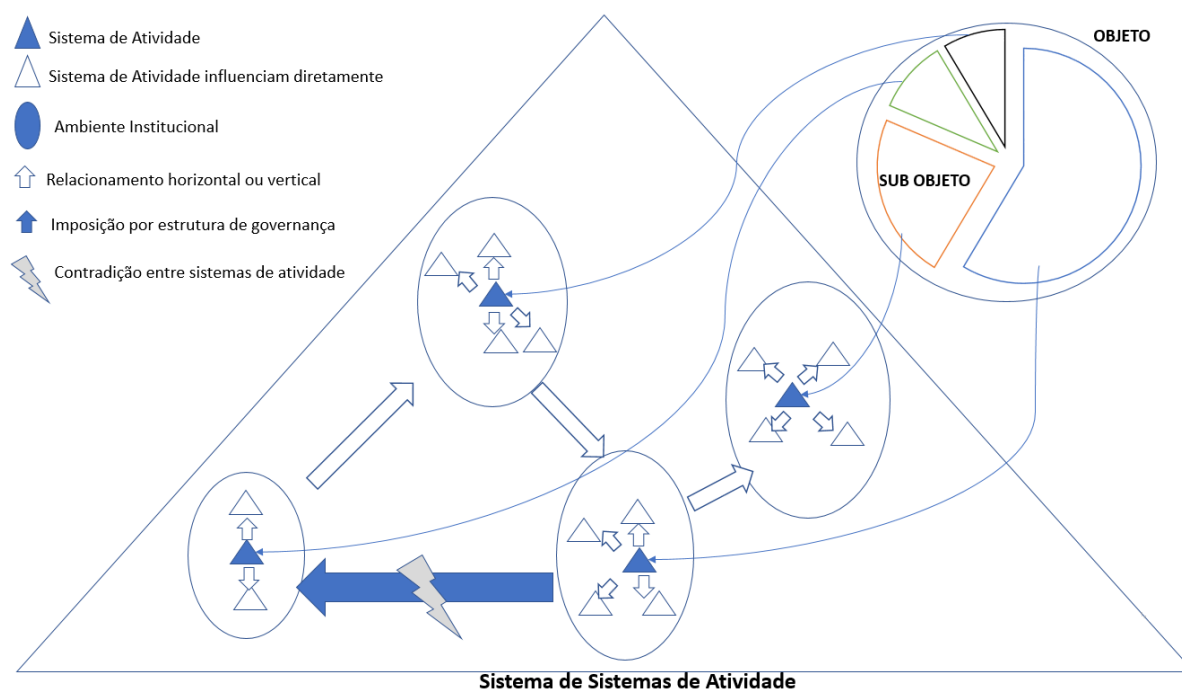 Sistema de Atividade
Sistema de Atividade influenciam diretamente
Ambiente Institucional
Relacionamento horizontal ou vertical
Imposição por estrutura de governança
Contradição entre sistemas de atividade
OBJETO
SUB OBJETO
Sistema de Sistemas de Atividade